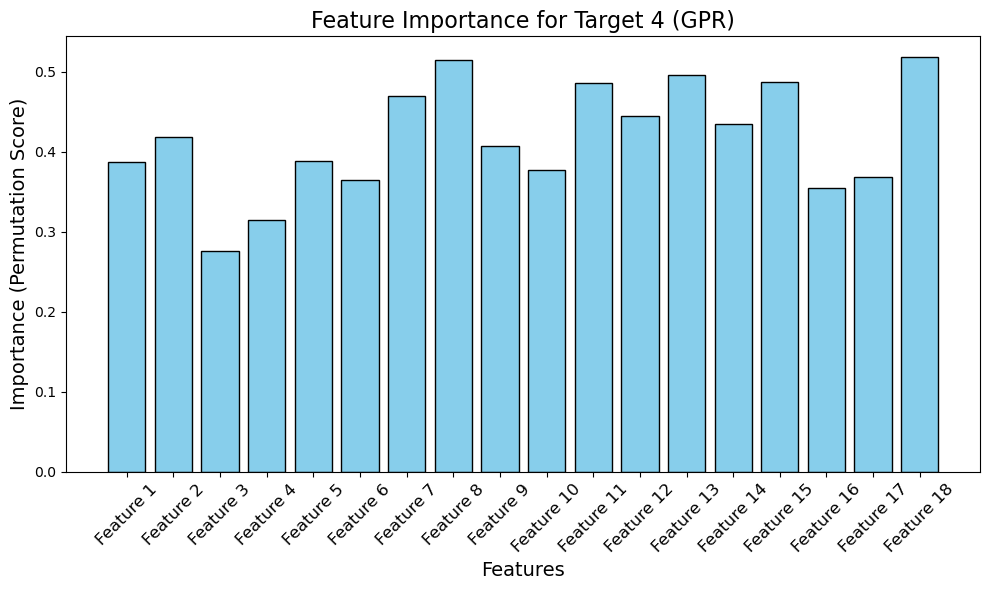 Feature Importance for Target 4 (GPR)
Importance (Permutation Score)
0.5
0.4
0.3
0.2
0.1
0.0
Feature 1
Feature 2
Feature 3
Feature 4
Feature 5
Feature 6
Feature 7
Feature 8
Feature 9
Feature 10
Feature 11
Feature 12
Feature 13
Feature 14
Feature 15
Feature 16
Feature 17
Feature 18
Features